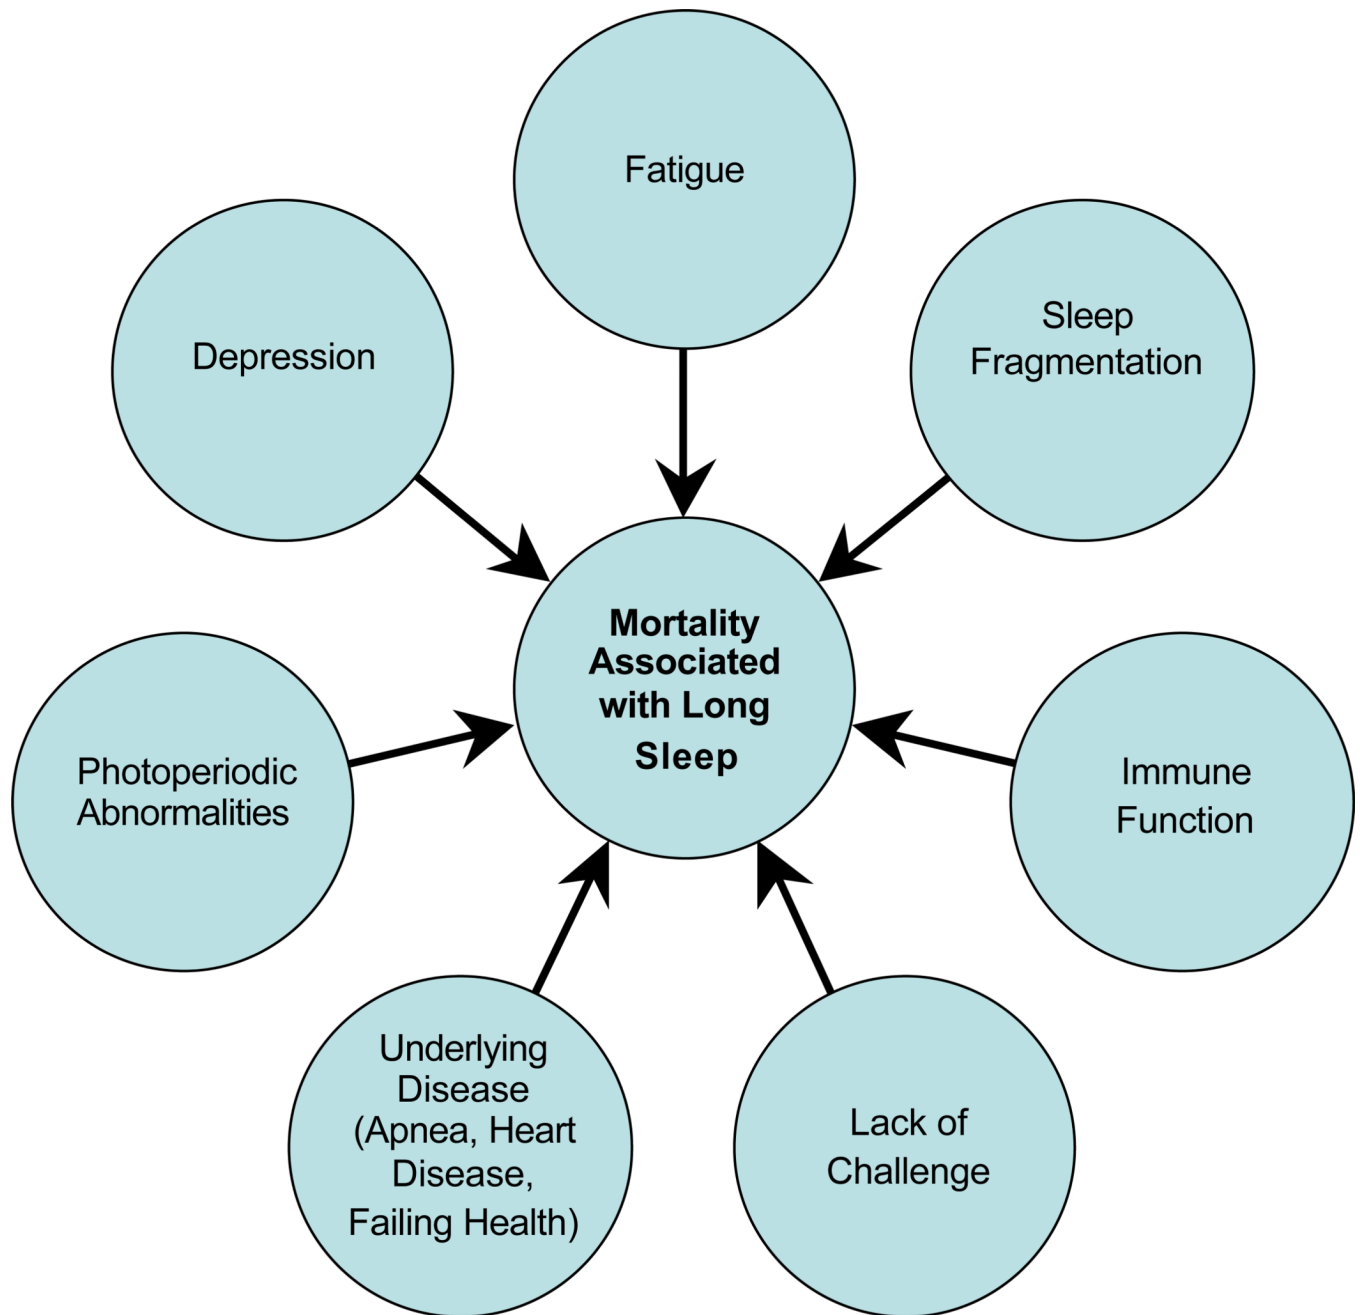 Fatigue
Sleep
Fragmentation
Depression
Mortality
Associated
with Long
Sleep
Photoperiodic
Abnormalities
Immune
Function
Underlying
Disease
(Apnea, Heart
Disease,
Failing Health)
Lack of
Challenge